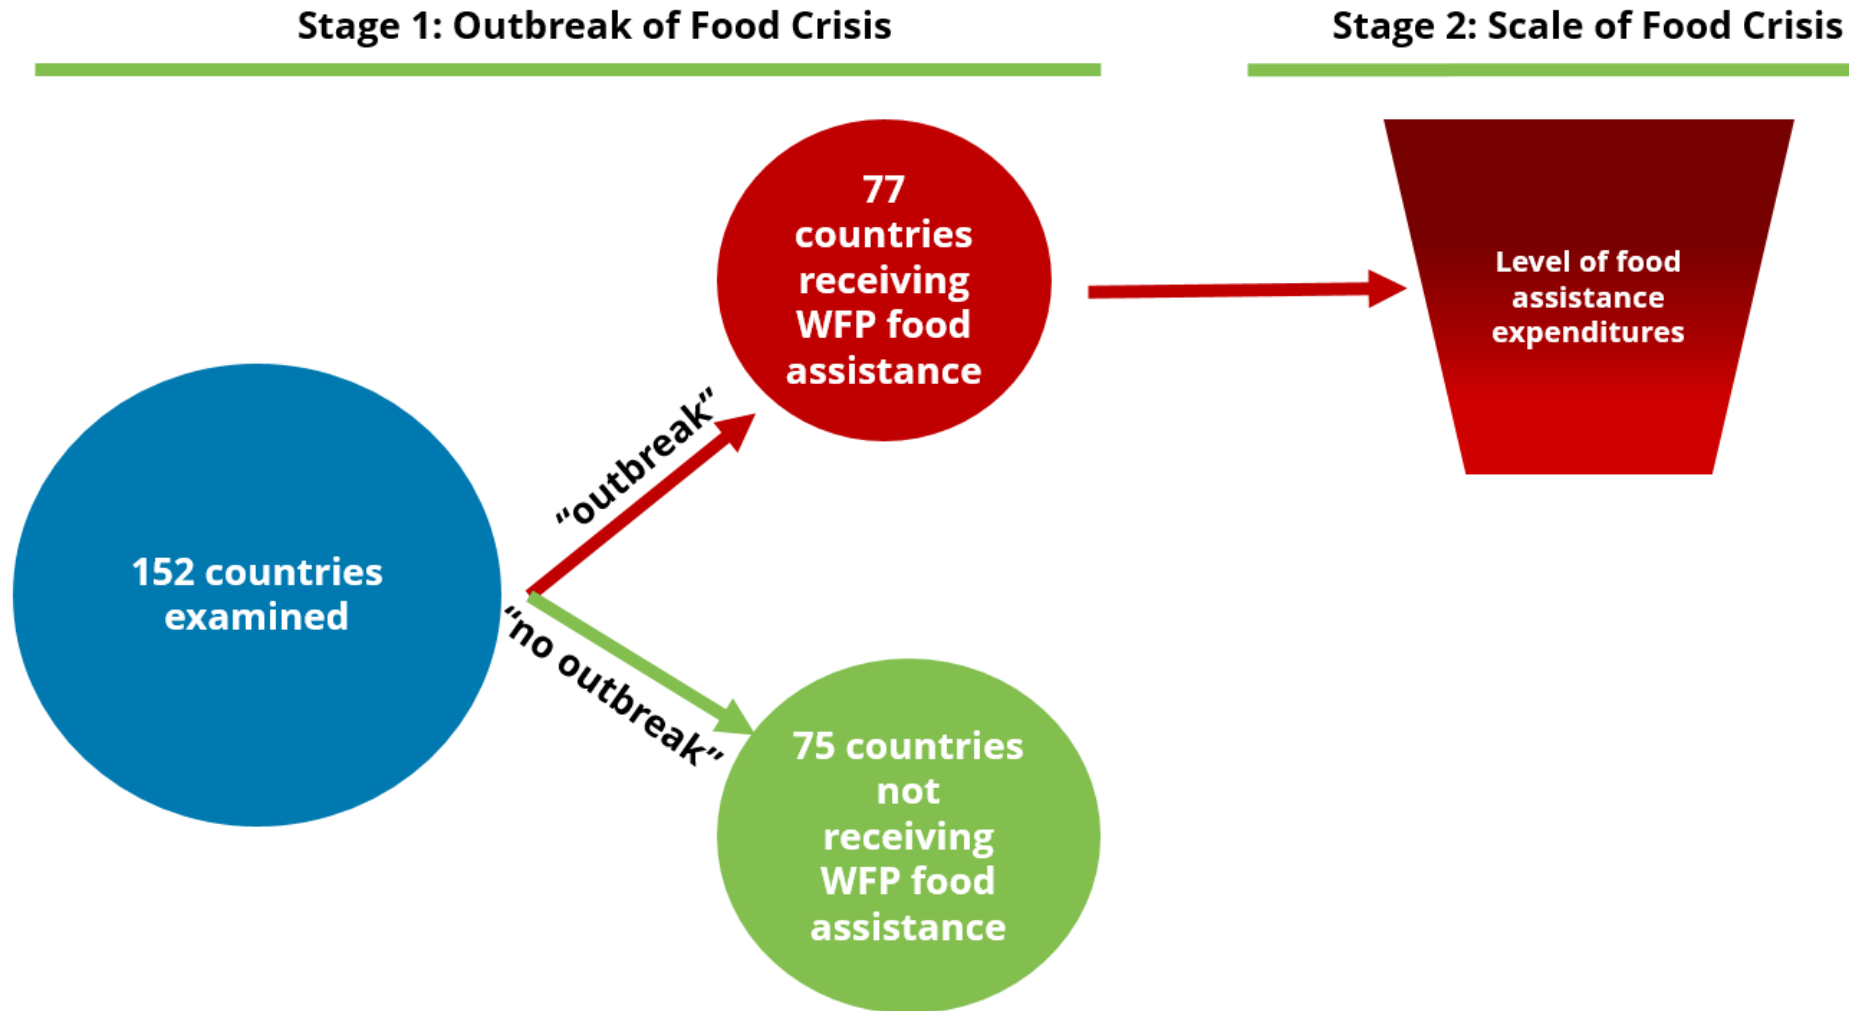 Stage 1: Outbreak of Food Crisis
Stage 2: Scale of Food Crisis
77
countries
receiving
WFP food
assistance
Level of food
assistance
expenditures
“outbreak”
152 countries
examined
“no outbreak”
75 countries
not
receiving
WFP food
assistance